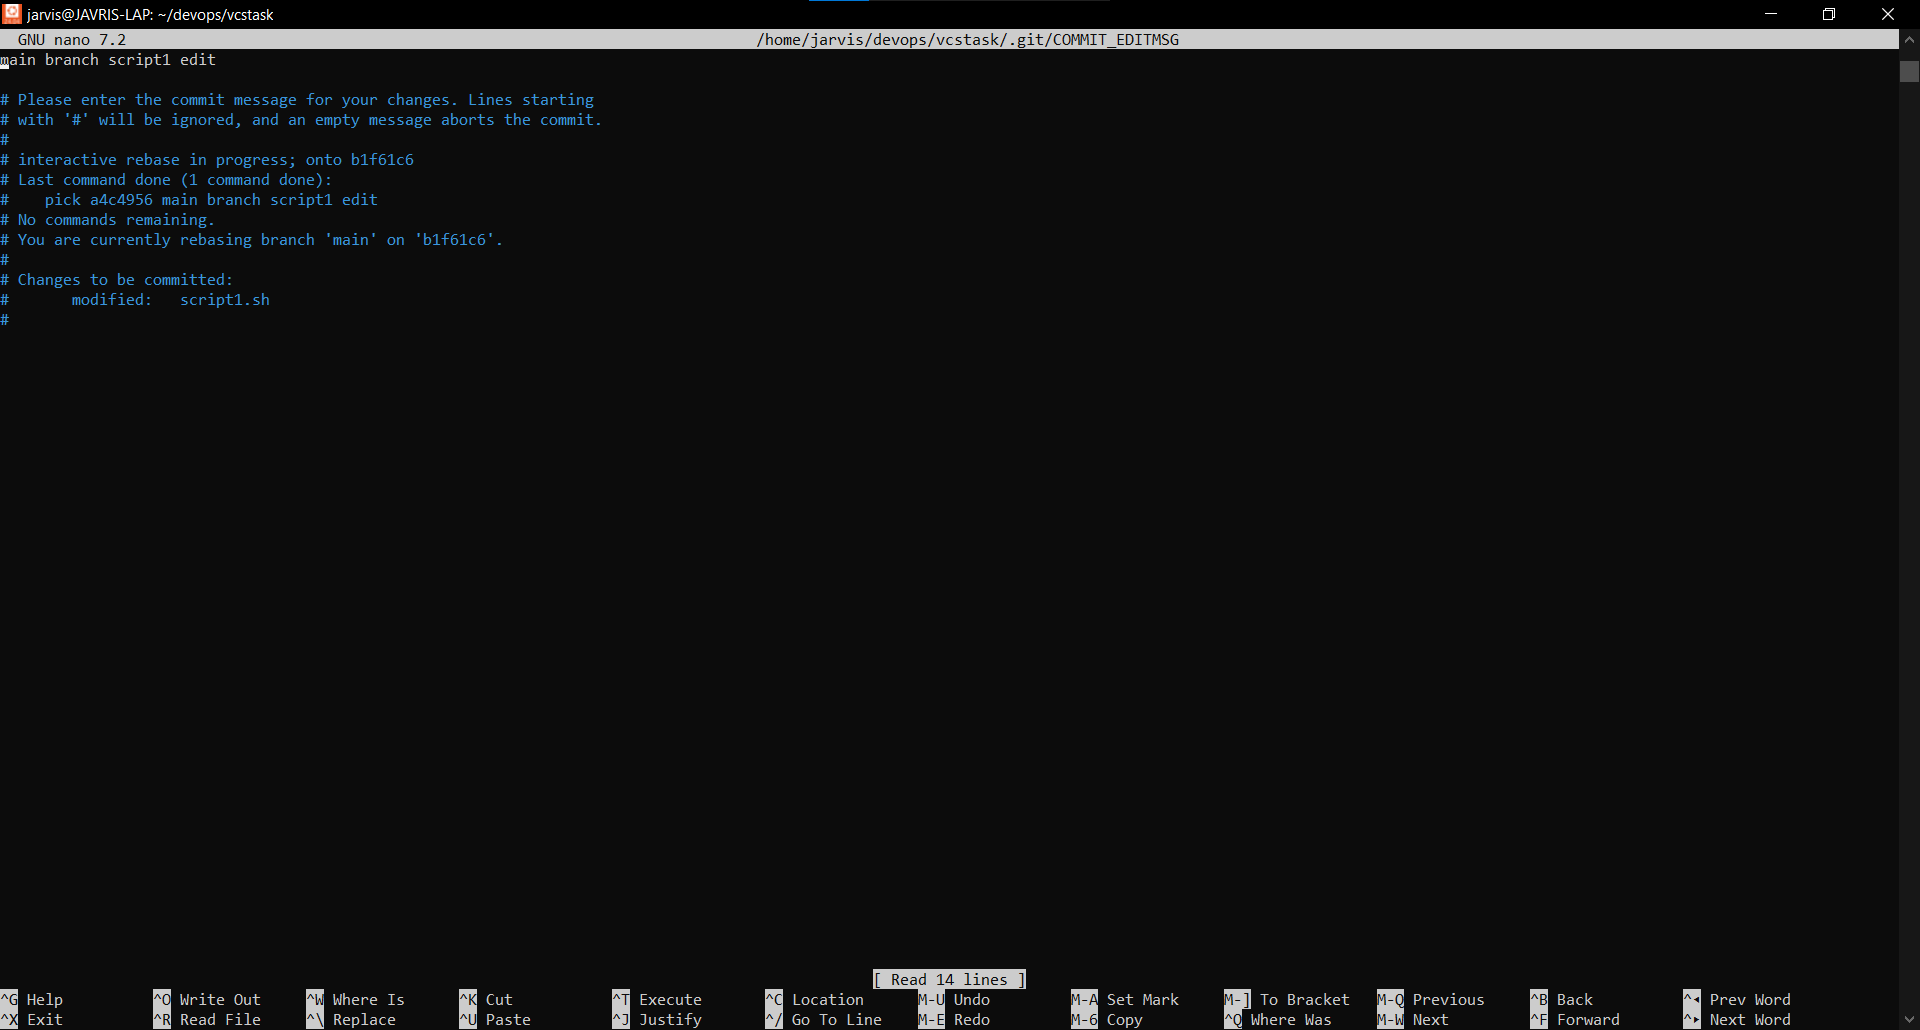 jarvis@JAVRIS-LAP: ~/devops/vcstask
GNU nano 7.2 /home/jarvis/devops/vcstask/.git/COMMIT_EDITMSG
main branch script1 edit
# Please enter the commit message for your changes. Lines starting
# with '#' will be ignored, and an empty message aborts the commit.
#
# interactive rebase in progress; onto b1f61c6
# Last command done (1 command done):
#    pick a4c4956 main branch script1 edit
# No commands remaining.
# You are currently rebasing branch 'main' on 'b1f61c6'.
#
# Changes to be committed:
#       modified:   script1.sh
#
[ Read 14 lines ]
^G Help ^O Write Out ^W Where Is ^K Cut ^T Execute ^C Location M-U Undo M-A Set Mark M-] To Bracket M-Q Previous ^B Back ^◂ Prev Word
^X Exit ^R Read File ^\ Replace ^U Paste ^J Justify ^/ Go To Line M-E Redo M-6 Copy ^Q Where Was M-W Next ^F Forward ^▸ Next Word